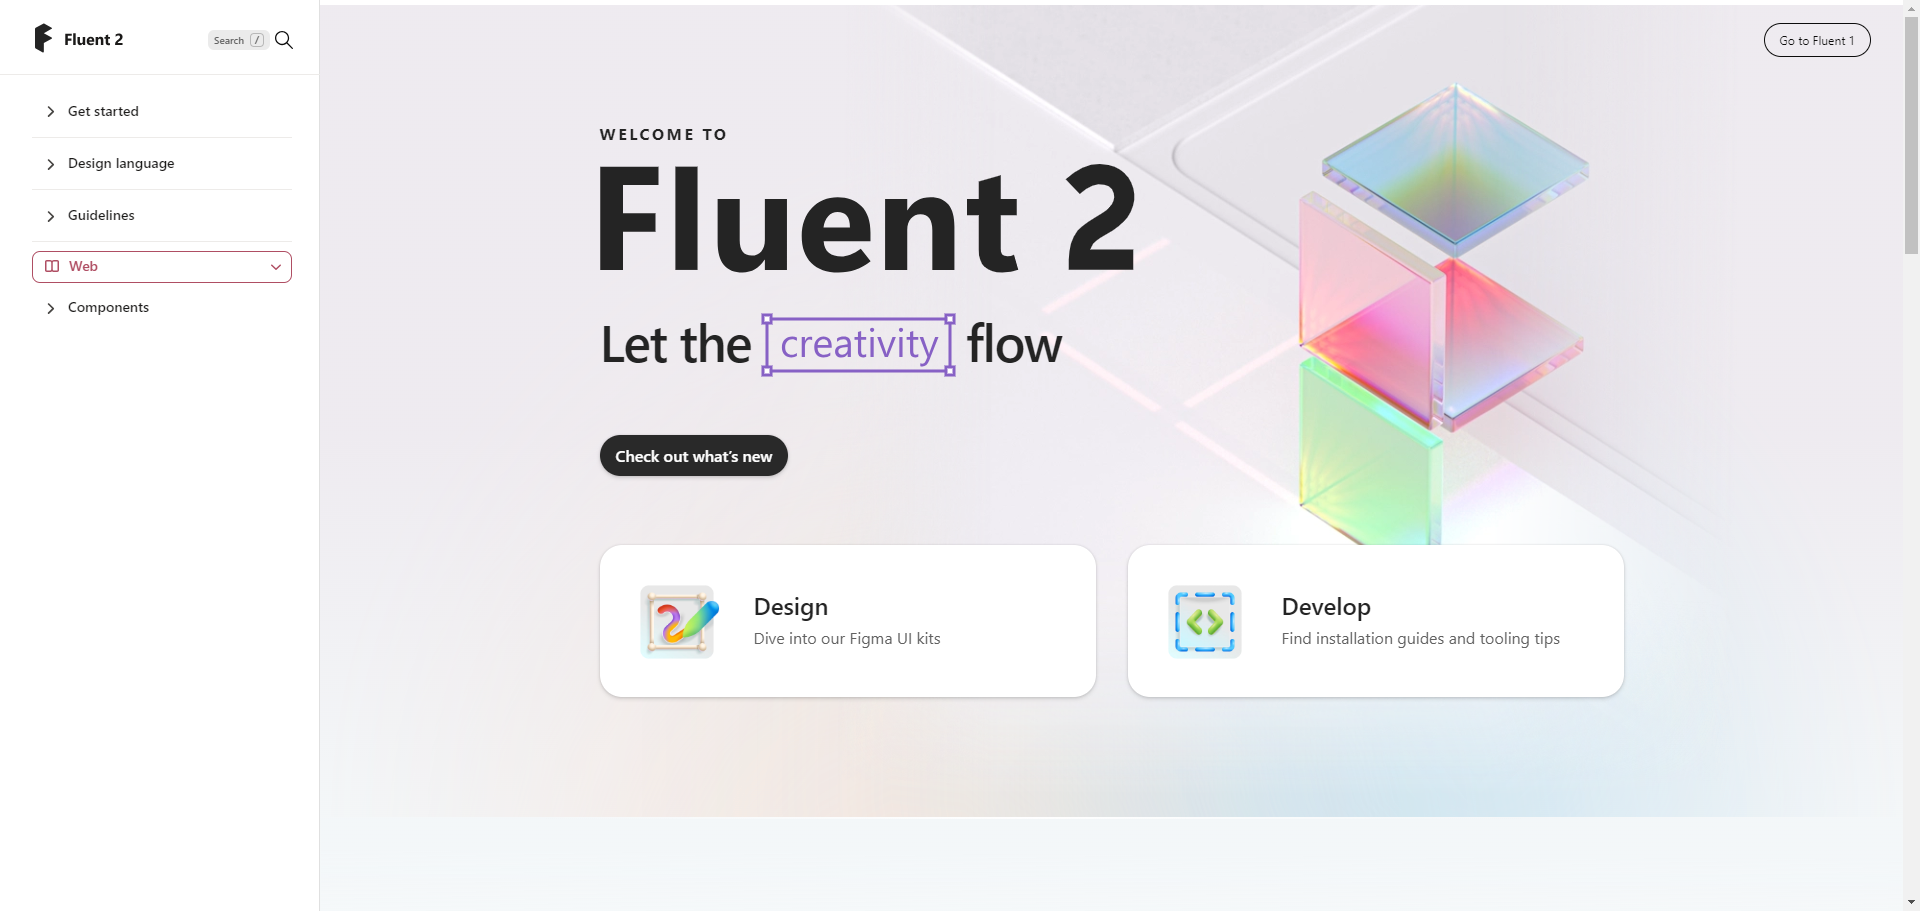 Fluent 2
Search /
Get started
Design language
Guidelines
Web
Components
Go to Fluent 1
WELCOME TO
Fluent 2
Let the creativity flow
Check out what's new
Design
Dive into our Figma UI kits
Develop
Find installation guides and tooling tips